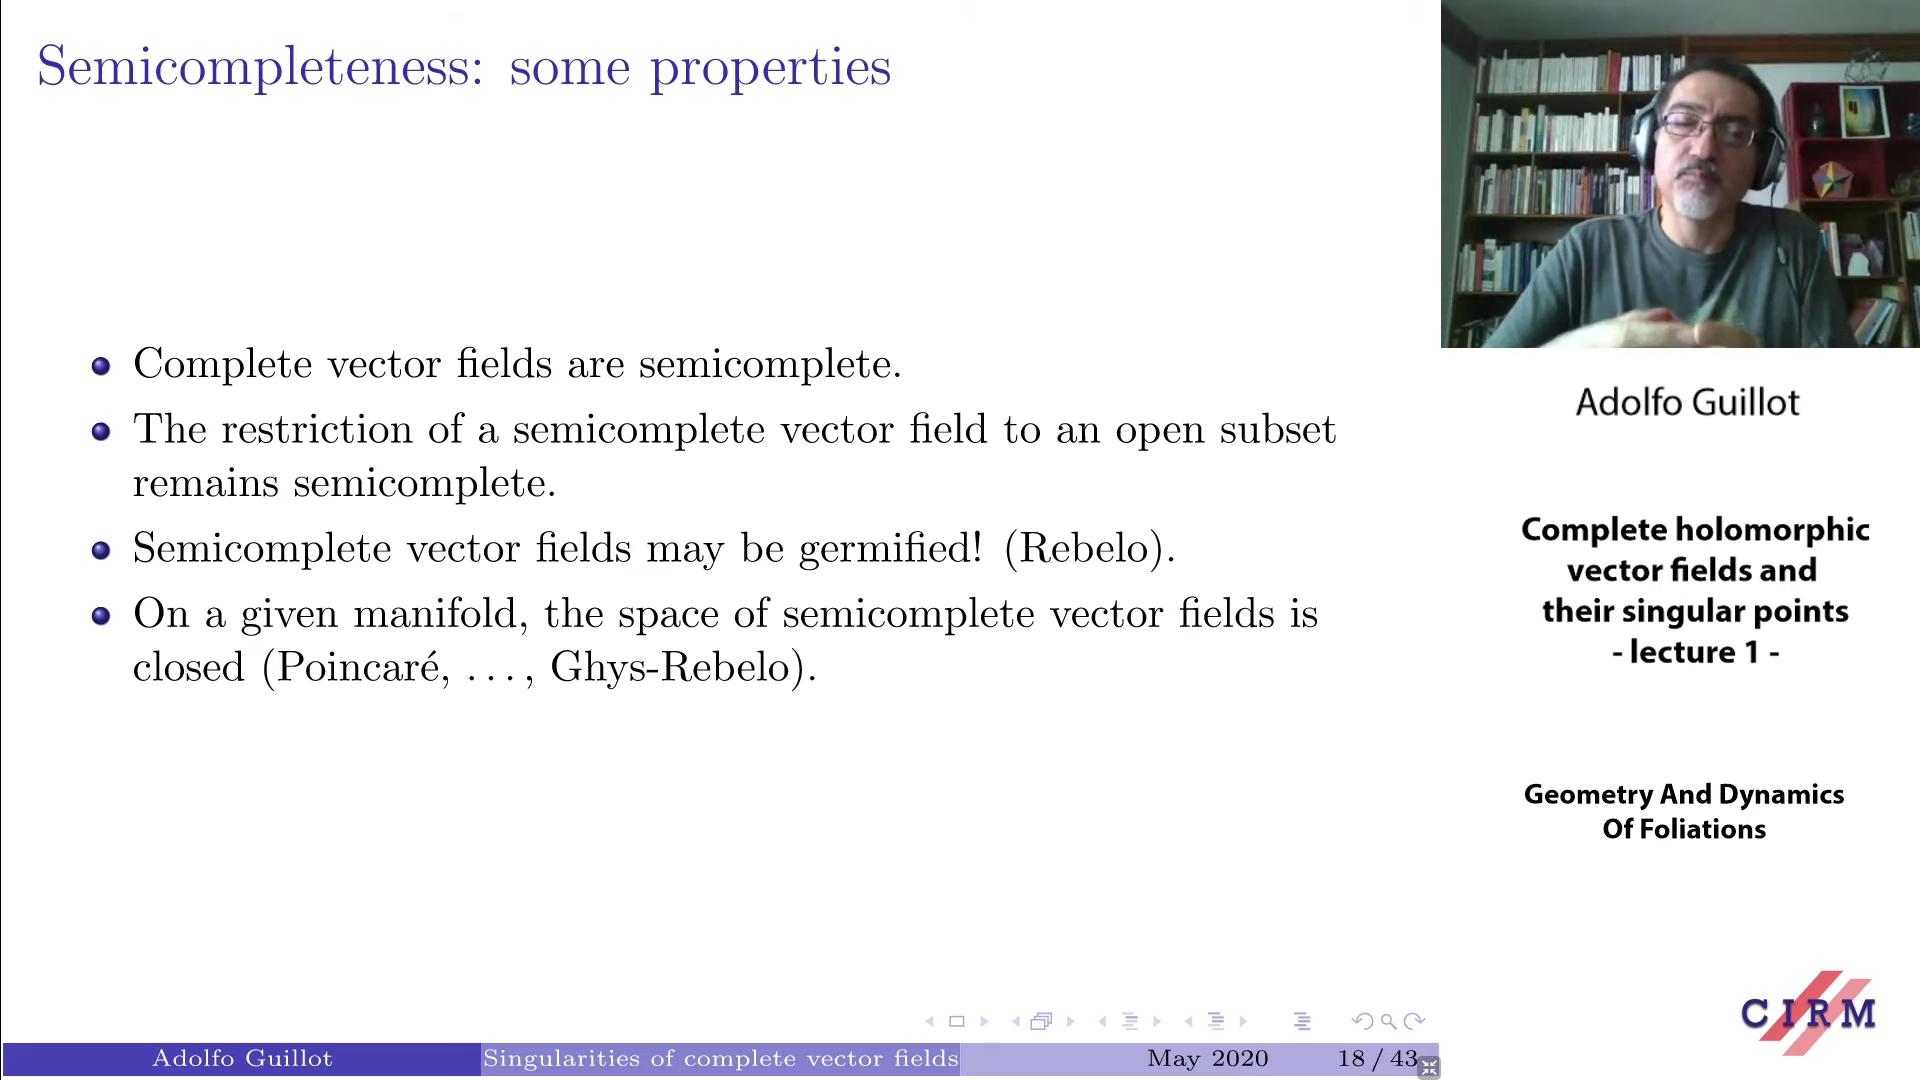 Semicompleteness: some properties
Complete vector fields are semicomplete.
The restriction of a semicomplete vector field to an open subset
remains semicomplete.
Semicomplete vector fields may be germified! (Rebelo).
On a given manifold, the space of semicomplete vector fields is
closed (Poincaré, . . . , Ghys-Rebelo).
Adolfo Guillot
Complete holomorphic
vector fields and
their singular points
- lecture 1 -
Geometry And Dynamics
Of Foliations
CIRM
Adolfo Guillot
Singularities of complete vector fields
May 2020
18 / 43